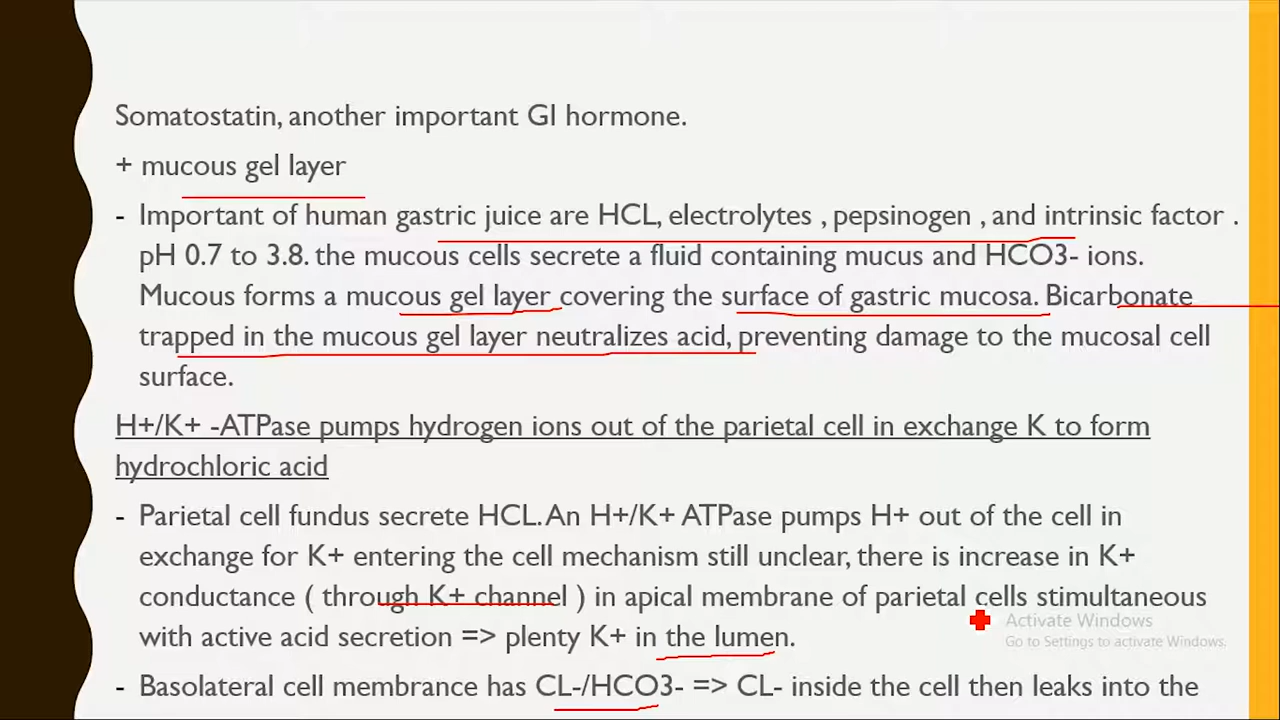 Somatostatin, another important GI hormone.
+ mucous gel layer
- Important of human gastric juice are HCL, electrolytes , pepsinogen , and intrinsic factor .
pH 0.7 to 3.8. the mucous cells secrete a fluid containing mucus and HCO3- ions.
Mucous forms a mucous gel layer covering the surface of gastric mucosa. Bicarbonate
trapped in the mucous gel layer neutralizes acid, preventing damage to the mucosal cell
surface.
H+/K+ -ATPase pumps hydrogen ions out of the parietal cell in exchange K to form
hydrochloric acid
- Parietal cell fundus secrete HCL. An H+/K+ ATPase pumps H+ out of the cell in
exchange for K+ entering the cell mechanism still unclear, there is increase in K+
conductance ( through K+ channel ) in apical membrane of parietal cells stimultaneous
with active acid secretion => plenty K+ in the lumen.
- Basolateral cell membrance has CL-/HCO3- => CL- inside the cell then leaks into the
Activate Windows
Go to Settings to activate Windows.